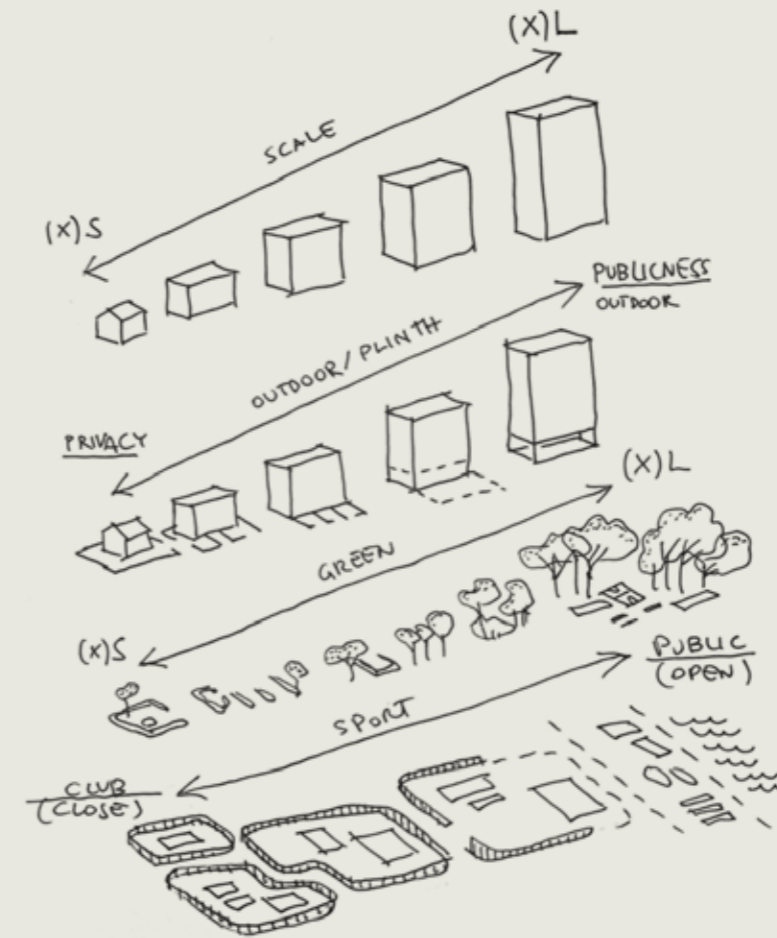 (X)L
SCALE
(X)S
PUBLICNESS
OUTDOOR
OUTDOOR/PLINTH
PRIVACY
(X)L
GREEN
(X)S
PUBLIC
(OPEN)
SPORT
CLUB
(CLOSE)